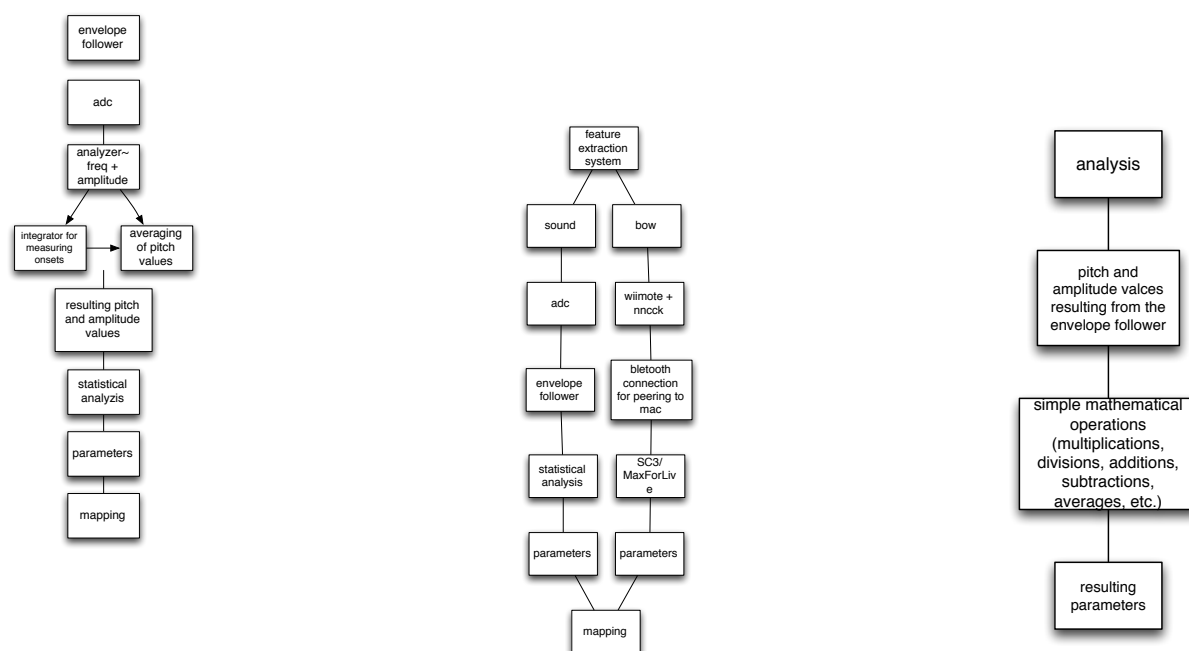 envelope
follower
adc
analyzer~
freq +
amplitude
integrator for
measuring
onsets
averaging
of pitch
values
resulting pitch
and amplitude
values
statistical
analyzis
parameters
mapping
feature
extraction
system
sound
bow
adc
wiimote +
nncck
envelope
follower
bletooth
connection
for peering to
mac
statistical
analysis
SC3/
MaxForLiv
e
parameters
parameters
mapping
analysis
pitch and
amplitude valces
resulting from the
envelope follower
simple mathematical
operations
(multiplications,
divisions, additions,
subtractions,
averages, etc.)
resulting
parameters